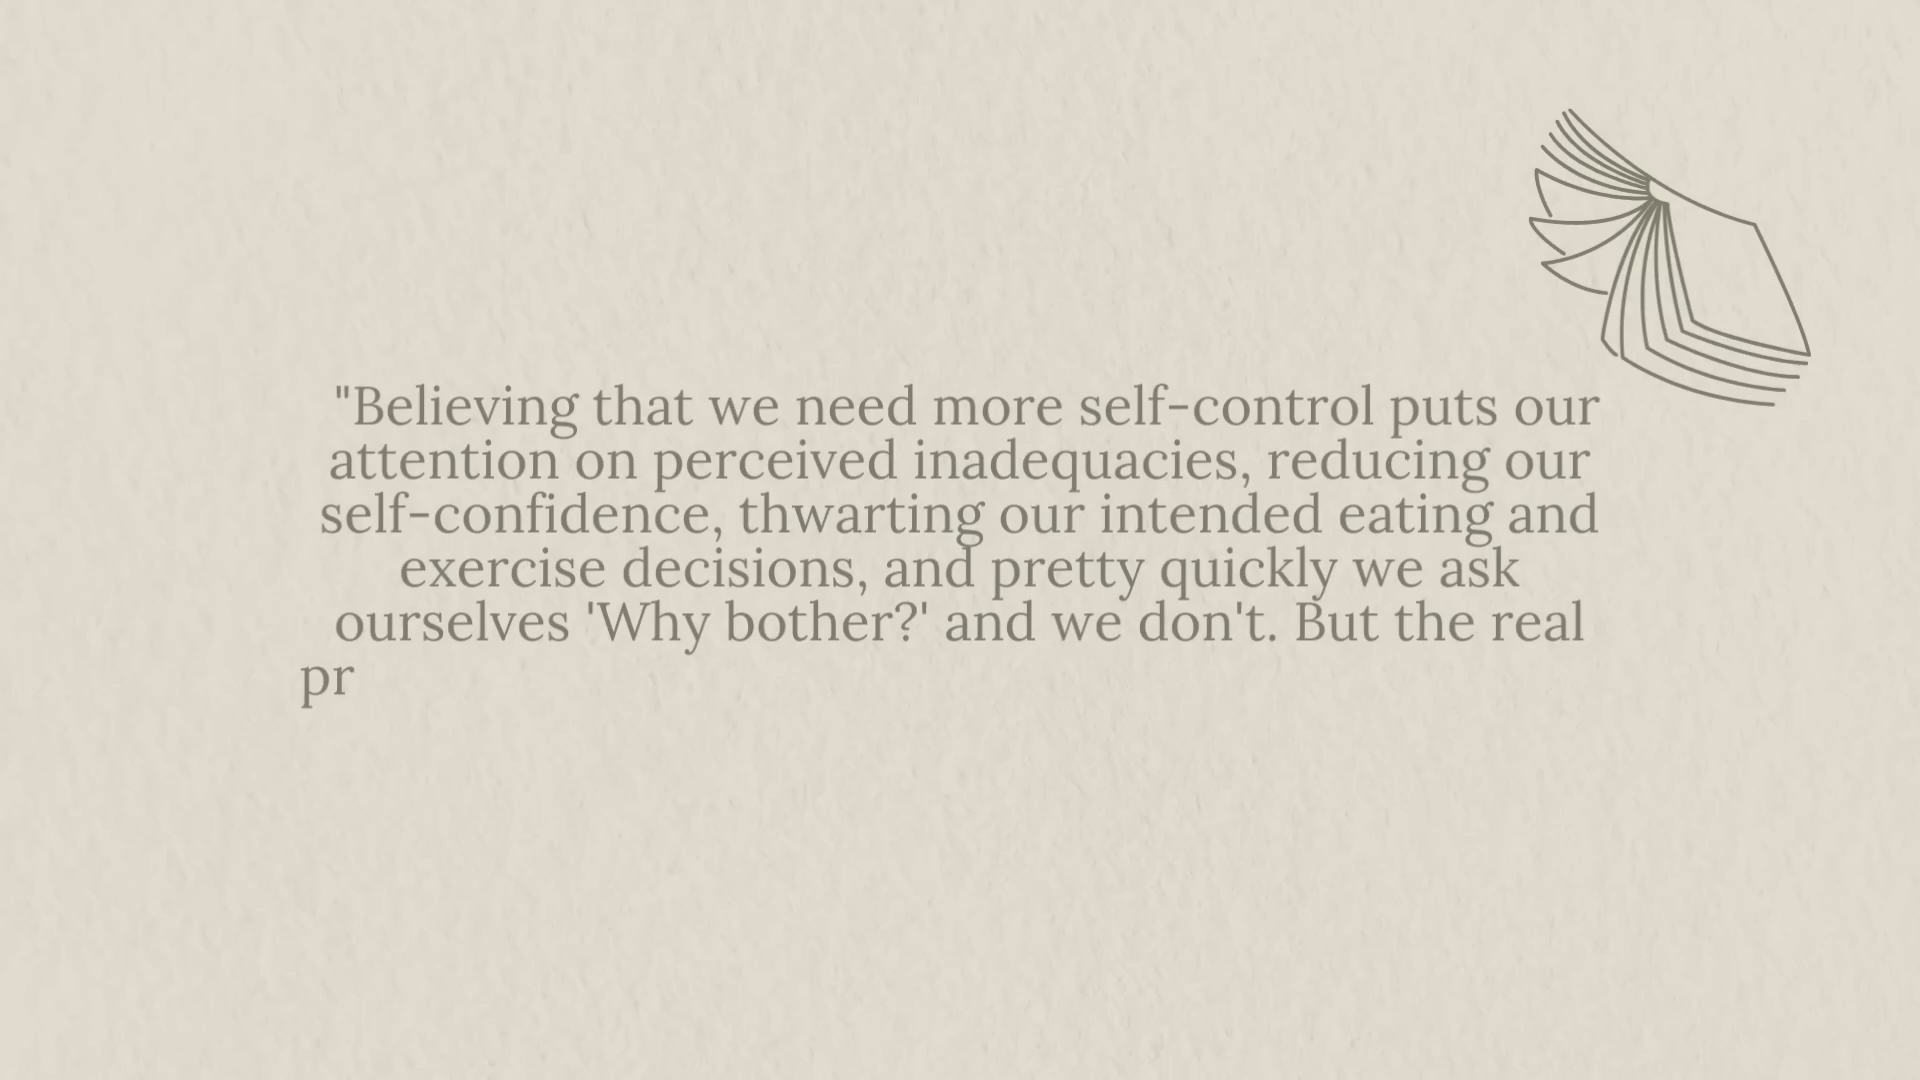 "Believing that we need more self-control puts our
attention on perceived inadequacies, reducing our
self-confidence, thwarting our intended eating and
exercise decisions, and pretty quickly we ask
ourselves 'Why bother?' and we don't. But the real
pr